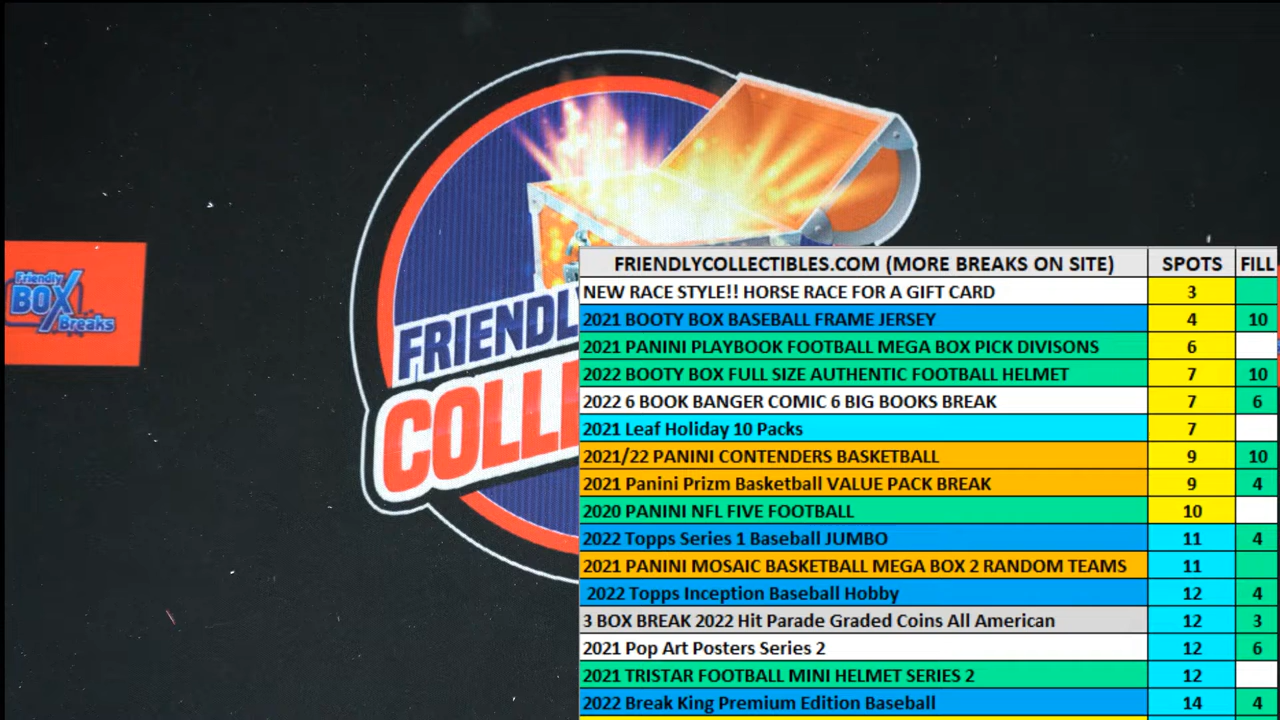 Friendly
BOX
Breaks
FRIENDL
COLL
FRIENDLYCOLLECTIBLES.COM (MORE BREAKS ON SITE) SPOTS FILL
NEW RACE STYLE!! HORSE RACE FOR A GIFT CARD 3
2021 BOOTY BOX BASEBALL FRAME JERSEY 4 10
2021 PANINI PLAYBOOK FOOTBALL MEGA BOX PICK DIVISONS 6
2022 BOOTY BOX FULL SIZE AUTHENTIC FOOTBALL HELMET 7 10
2022 6 BOOK BANGER COMIC 6 BIG BOOKS BREAK 7 6
2021 Leaf Holiday 10 Packs 7
2021/22 PANINI CONTENDERS BASKETBALL 9 10
2021 Panini Prizm Basketball VALUE PACK BREAK 9 4
2020 PANINI NFL FIVE FOOTBALL 10
2022 Topps Series 1 Baseball JUMBO 11 4
2021 PANINI MOSAIC BASKETBALL MEGA BOX 2 RANDOM TEAMS 11
2022 Topps Inception Baseball Hobby 12 4
3 BOX BREAK 2022 Hit Parade Graded Coins All American 12 3
2021 Pop Art Posters Series 2 12 6
2021 TRISTAR FOOTBALL MINI HELMET SERIES 2 12
2022 Break King Premium Edition Baseball 14 4